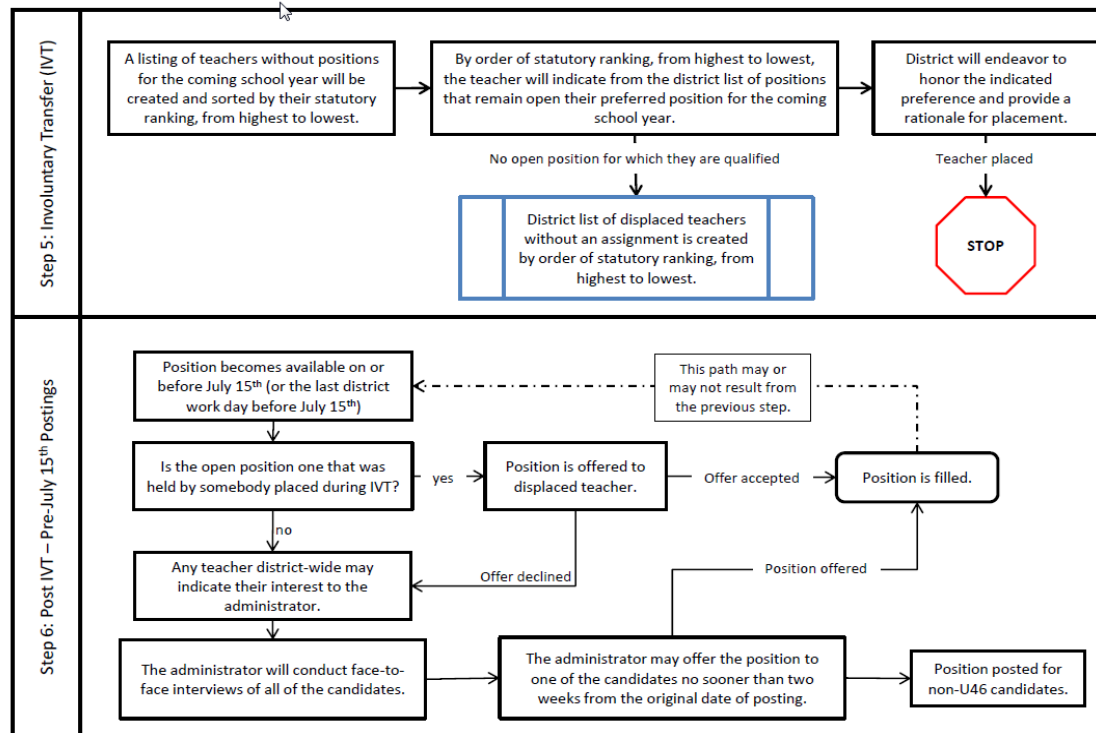 Step 5: Involuntary Transfer (IVT)
A listing of teachers without positions
for the coming school year will be
created and sorted by their statutory
ranking, from highest to lowest.
By order of statutory ranking, from highest to lowest,
the teacher will indicate from the district list of positions
that remain open their preferred position for the coming
school year.
District will endeavor to
honor the indicated
preference and provide a
rationale for placement.
No open position for which they are qualified
Teacher placed
District list of displaced teachers
without an assignment is created
by order of statutory ranking, from
highest to lowest.
STOP
Step 6: Post IVT – Pre-July 15th Postings
Position becomes available on or
before July 15th (or the last district
work day before July 15th)
This path may or
may not result from
the previous step.
Is the open position one that was
held by somebody placed during IVT?
yes
Position is offered to
displaced teacher.
Offer accepted
Position is filled.
no
Any teacher district-wide may
indicate their interest to the
administrator.
Offer declined
Position offered
The administrator will conduct face-to-
face interviews of all of the candidates.
The administrator may offer the position to
one of the candidates no sooner than two
weeks from the original date of posting.
Position posted for
non-U46 candidates.